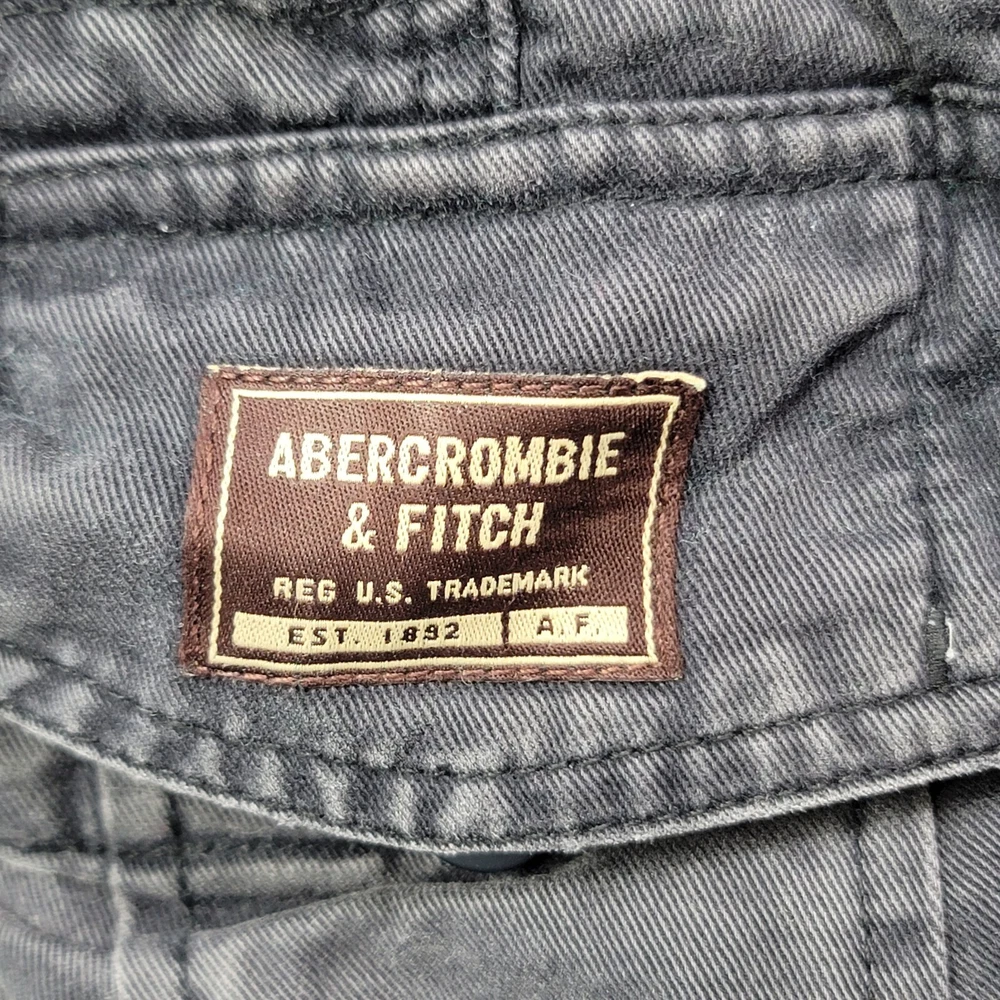 ABERCROMBIE
& FITCH
REG U.S. TRADEMARK
EST. 1892 A.F.